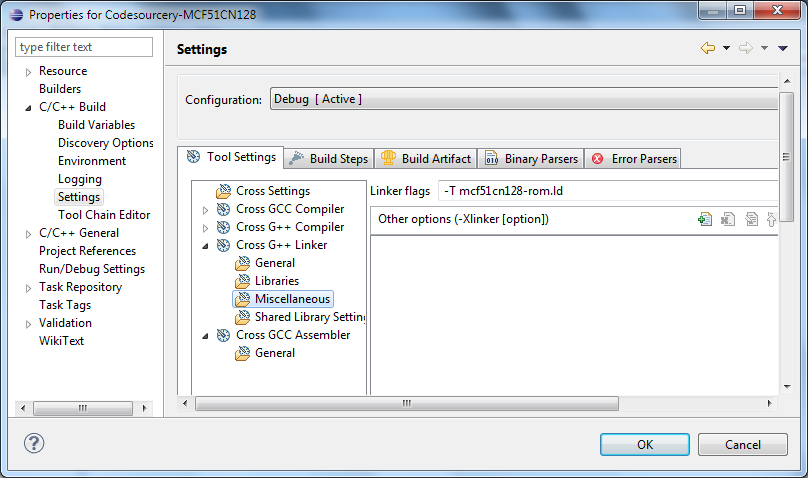 Properties for Codesourcery-MCF51CN128
type filter text
Resource
Builders
C/C++ Build
Build Variables
Discovery Options
Environment
Logging
Settings
Tool Chain Editor
C/C++ General
Project References
Run/Debug Settings
Task Repository
Task Tags
Validation
WikiText
Settings
Configuration: Debug [ Active ]
Tool Settings Build Steps Build Artifact Binary Parsers Error Parsers
Cross Settings
Cross GCC Compiler
Cross G++ Compiler
Cross G++ Linker
General
Libraries
Miscellaneous
Shared Library Settin
Cross GCC Assembler
General
Linker flags -T mcf51cn128-rom.ld
Other options (-Xlinker [option])
OK Cancel